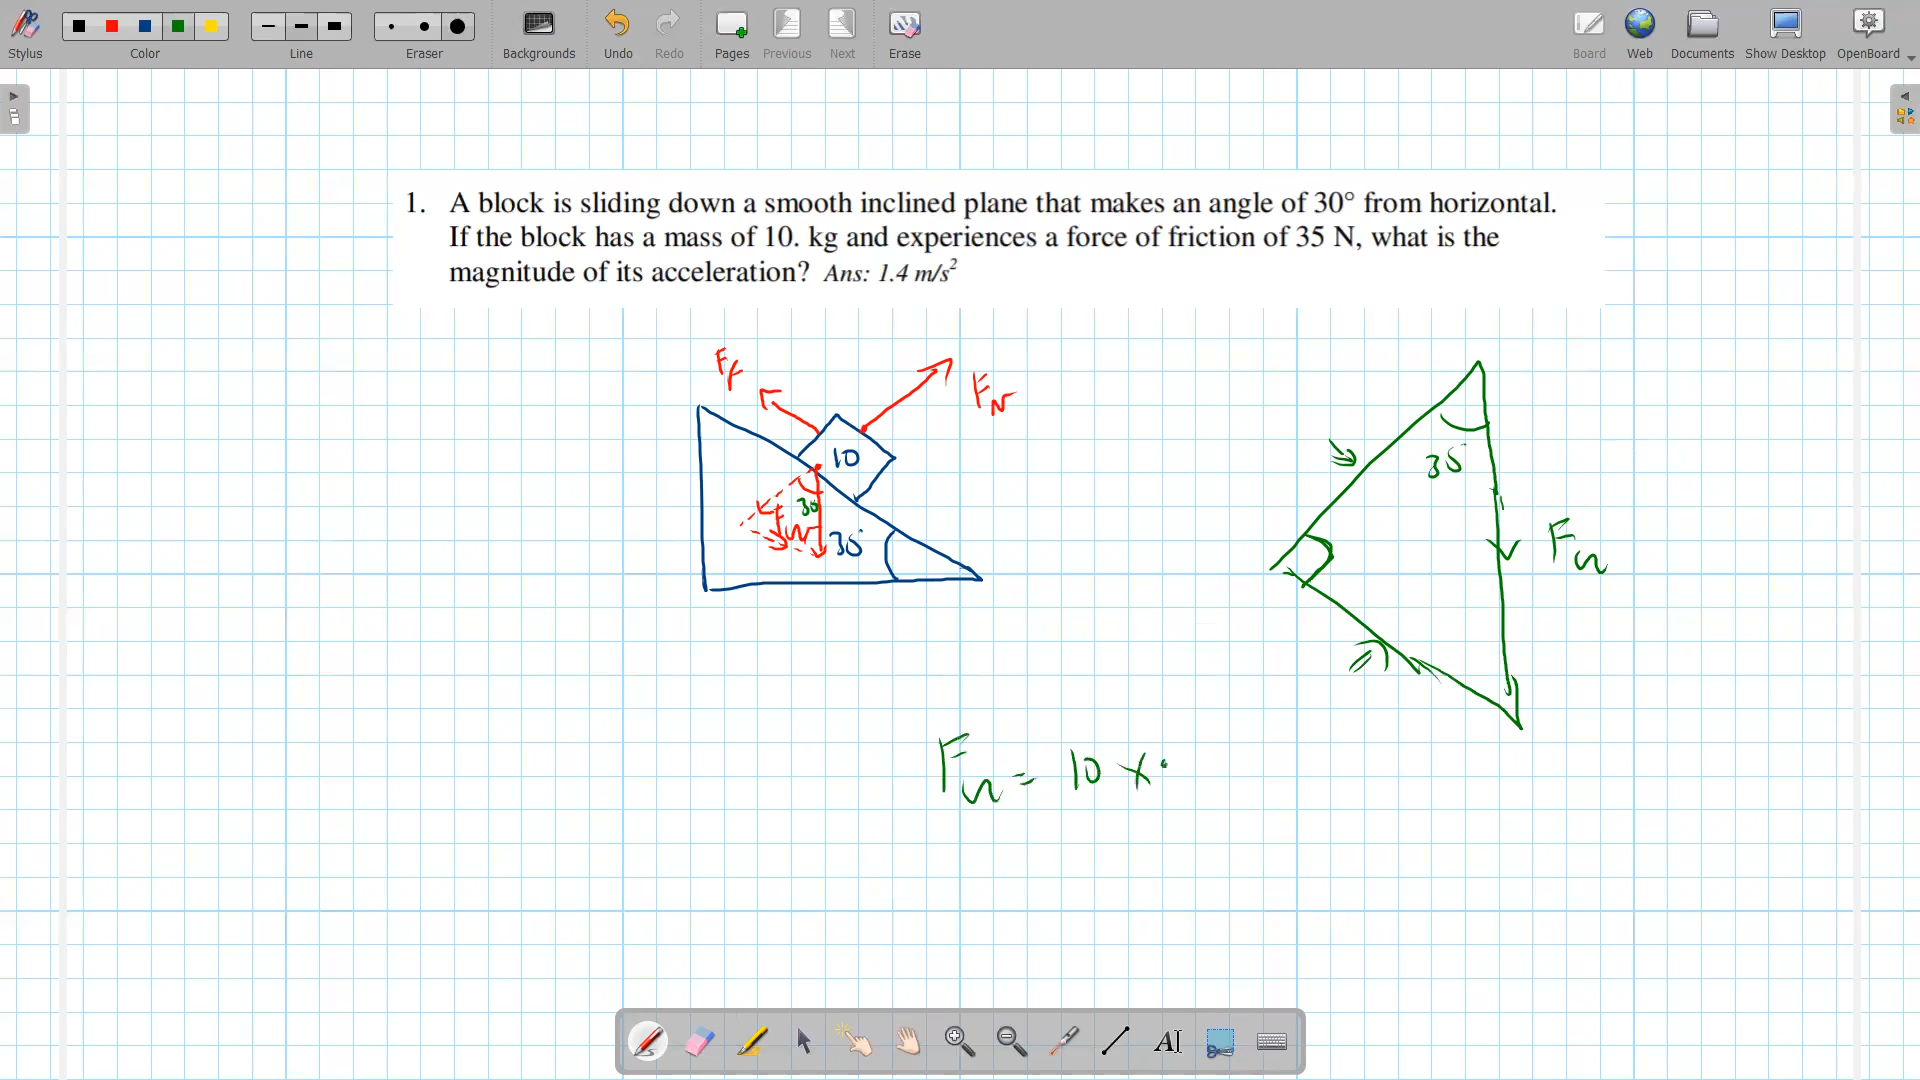 Stylus Color Line Eraser Backgrounds Undo Redo Pages Previous Next Erase Board Web Documents Show Desktop OpenBoard
1. A block is sliding down a smooth inclined plane that makes an angle of 30° from horizontal.
If the block has a mass of 10. kg and experiences a force of friction of 35 N, what is the
magnitude of its acceleration? Ans: 1.4 m/s²
Ff
FN
10
30
Fw
30°
30°
Fw
Fw = 10 x